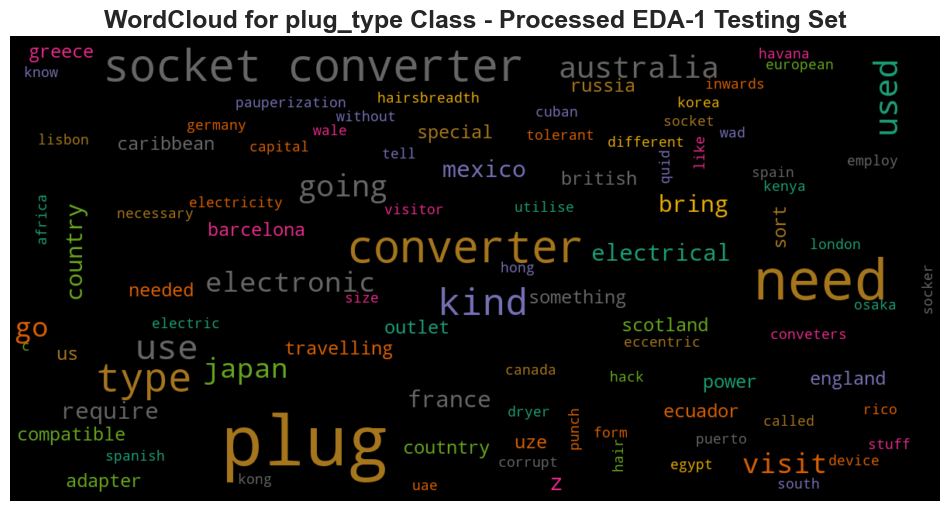 WordCloud for plug_type Class - Processed EDA-1 Testing Set
greece
know
socket converter
australia
havana
european
russia
inwards
used
pauperization
hairsbreadth
without
cuban
korea
socket
germany
wale
special
tolerant
different
wad
like
lisbon
caribbean
capital
tell
mexico
british
quid
employ
spain
kenya
going
africa
country
necessary
electricity
visitor
utilise
bring
sort
barcelona
converter
electrical
london
hong
need
socker
electronic
needed
size
kind
something
osaka
go
c
us
electric
outlet
scotland
eccentric
conveters
use
travelling
type
japan
canada
hack
power
england
require
france
dryer
punch
form
ecuador
called
rico
compatible
plug
coutntry
uze
hair
puerto
stuff
spanish
corrupt
egypt
visit
device
adapter
kong
uae
z
south